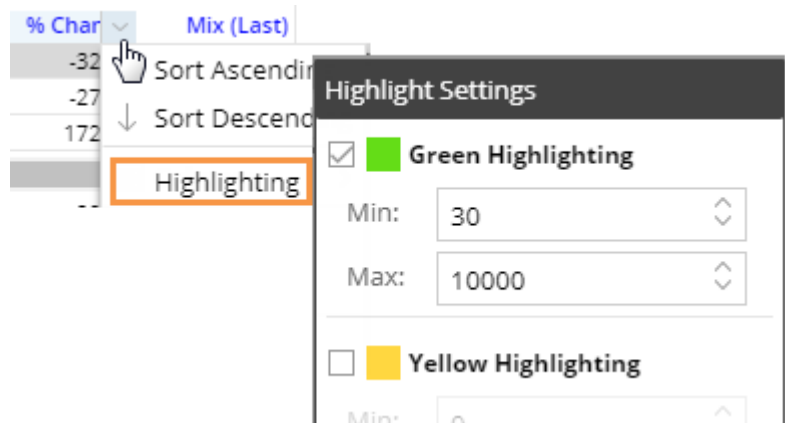 % Char Mix (Last)
-32
Sort Ascendin
-27
Sort Descend
172
Highlighting
Highlight Settings
Green Highlighting
Min: 30
Max: 10000
Yellow Highlighting
Min: